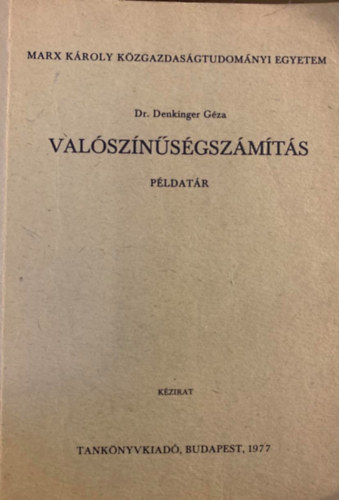 MARX KÁROLY KÖZGAZDASÁGTUDOMÁNYI EGYETEM
Dr. Denkinger Géza
VALÓSZÍNŰSÉGSZÁMÍTÁS
PÉLDATÁR
KÉZIRAT
TANKÖNYVKIADÓ, BUDAPEST, 1977